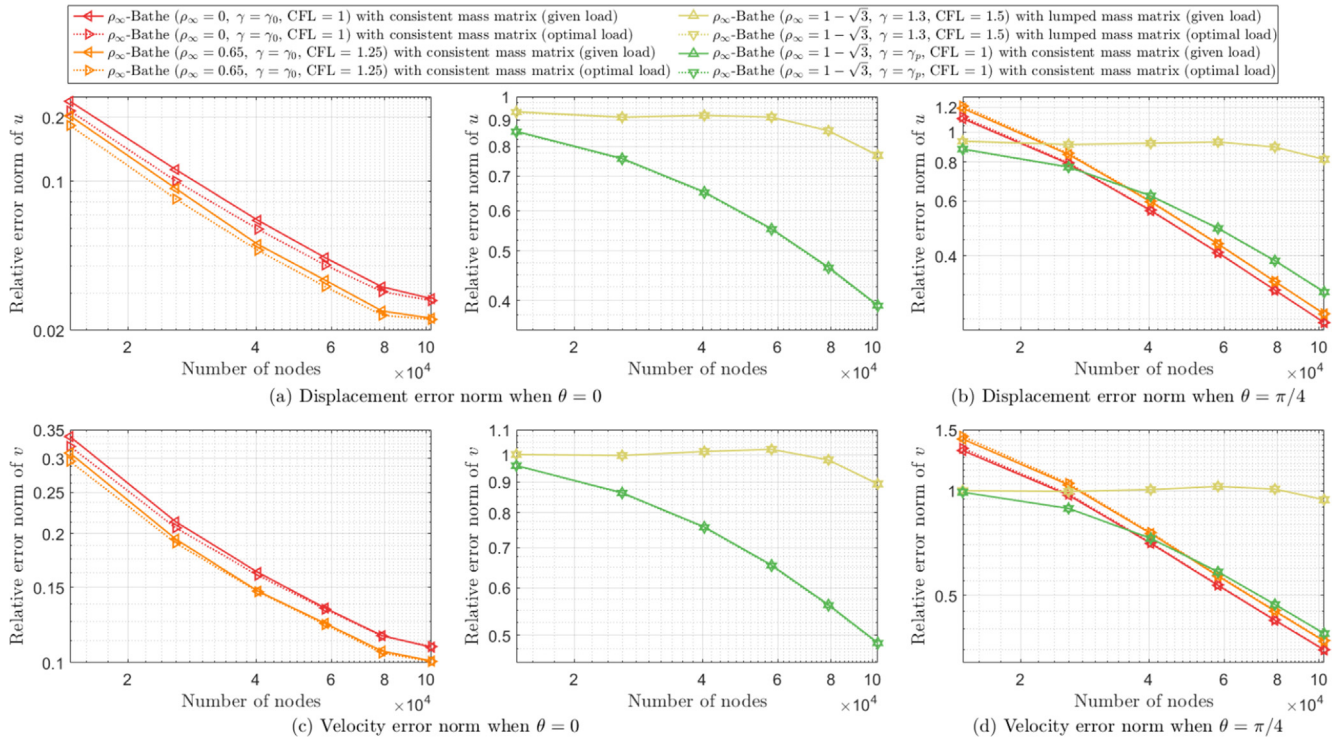 ρ∞-Bathe (ρ∞ = 0, γ = γ0, CFL = 1) with consistent mass matrix (given load)
ρ∞-Bathe (ρ∞ = 0, γ = γ0, CFL = 1) with consistent mass matrix (optimal load)
ρ∞-Bathe (ρ∞ = 0.65, γ = γ0, CFL = 1.25) with consistent mass matrix (given load)
ρ∞-Bathe (ρ∞ = 0.65, γ = γ0, CFL = 1.25) with consistent mass matrix (optimal load)
ρ∞-Bathe (ρ∞ = 1 − √3, γ = 1.3, CFL = 1.5) with lumped mass matrix (given load)
ρ∞-Bathe (ρ∞ = 1 − √3, γ = 1.3, CFL = 1.5) with lumped mass matrix (optimal load)
ρ∞-Bathe (ρ∞ = 1 − √3, γ = γp, CFL = 1) with consistent mass matrix (given load)
ρ∞-Bathe (ρ∞ = 1 − √3, γ = γp, CFL = 1) with consistent mass matrix (optimal load)
Relative error norm of u
0.2
0.1
0.02
2 4 6 8 10
Number of nodes
×10^4
Relative error norm of u
1
0.9
0.8
0.7
0.6
0.5
0.4
2 4 6 8 10
Number of nodes
×10^4
(a) Displacement error norm when θ = 0
Relative error norm of u
1.2
1
0.8
0.6
0.4
2 4 6 8 10
Number of nodes
×10^4
(b) Displacement error norm when θ = π/4
Relative error norm of v
0.35
0.3
0.25
0.2
0.15
0.1
2 4 6 8 10
Number of nodes
×10^4
Relative error norm of v
1.1
1
0.9
0.8
0.7
0.6
0.5
2 4 6 8 10
Number of nodes
×10^4
(c) Velocity error norm when θ = 0
Relative error norm of v
1.5
1
0.5
2 4 6 8 10
Number of nodes
×10^4
(d) Velocity error norm when θ = π/4